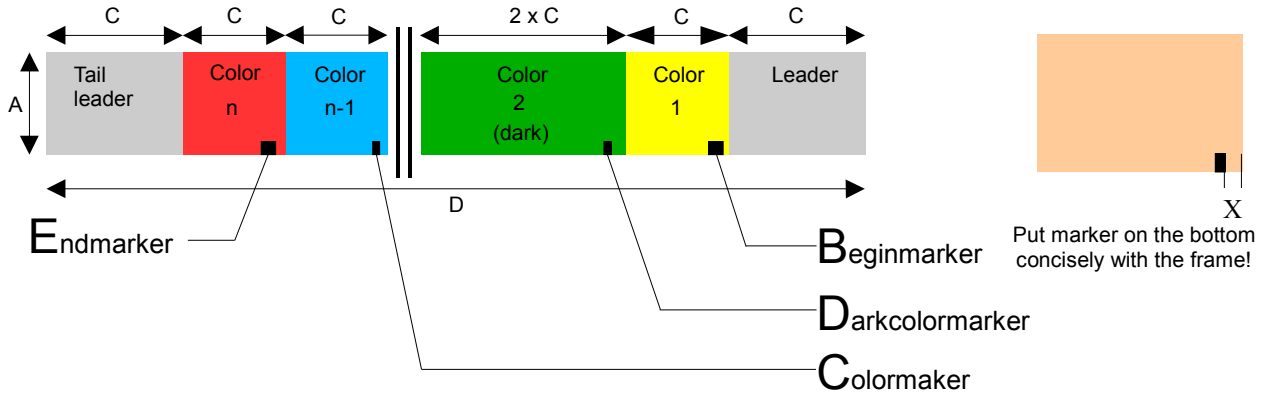 C C C 2 x C C C
A
Tail
leader
Color
n
Color
n-1
Color
2
(dark)
Color
1
Leader
D
X
Endmarker
Beginmarker
Put marker on the bottom
concisely with the frame!
Darkcolormarker
Colormaker